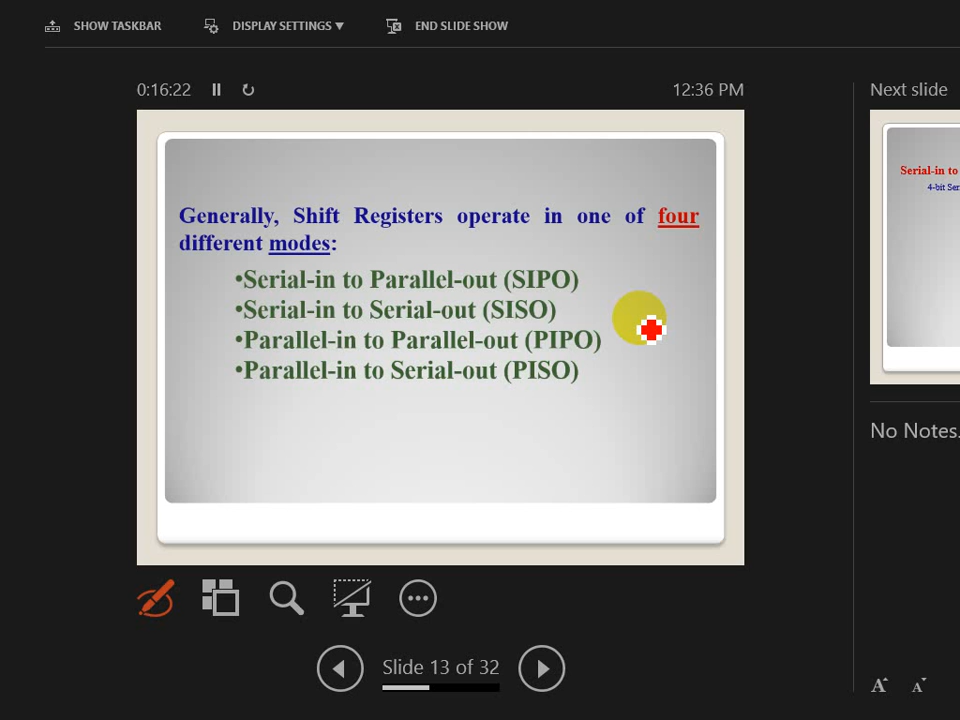 SHOW TASKBAR
DISPLAY SETTINGS ▼
END SLIDE SHOW
0:16:22
12:36 PM
Next slide
Generally, Shift Registers operate in one of four
different modes:
•Serial-in to Parallel-out (SIPO)
•Serial-in to Serial-out (SISO)
•Parallel-in to Parallel-out (PIPO)
•Parallel-in to Serial-out (PISO)
Serial-in to
4-bit Ser
No Notes.
Slide 13 of 32
A
A